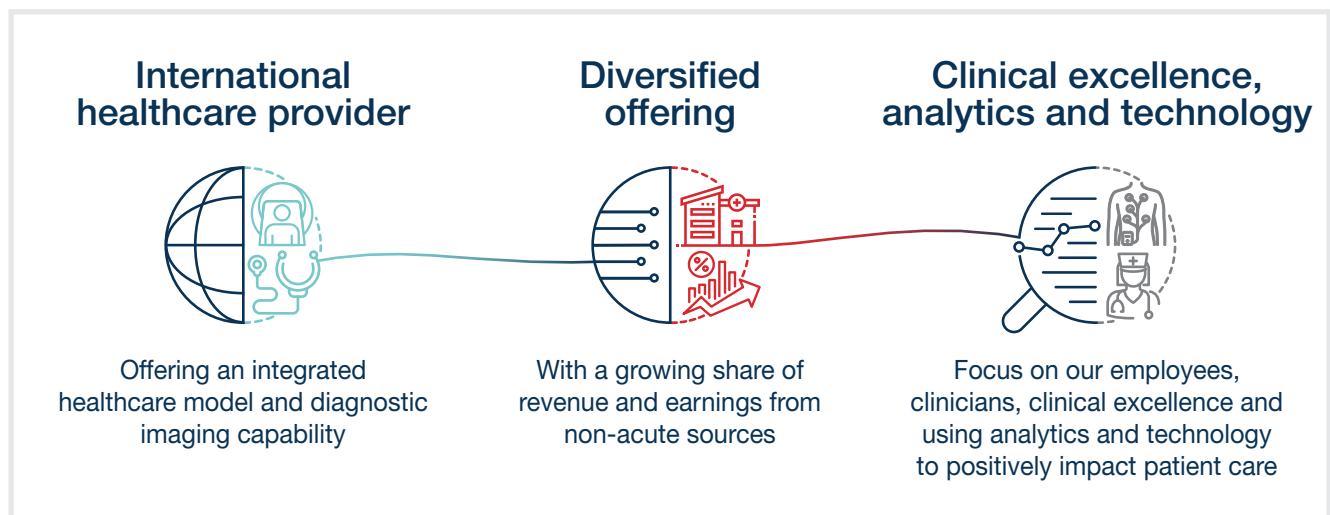 International
healthcare provider
Offering an integrated
healthcare model and diagnostic
imaging capability
Diversified
offering
%
With a growing share of
revenue and earnings from
non-acute sources
Clinical excellence,
analytics and technology
Focus on our employees,
clinicians, clinical excellence and
using analytics and technology
to positively impact patient care